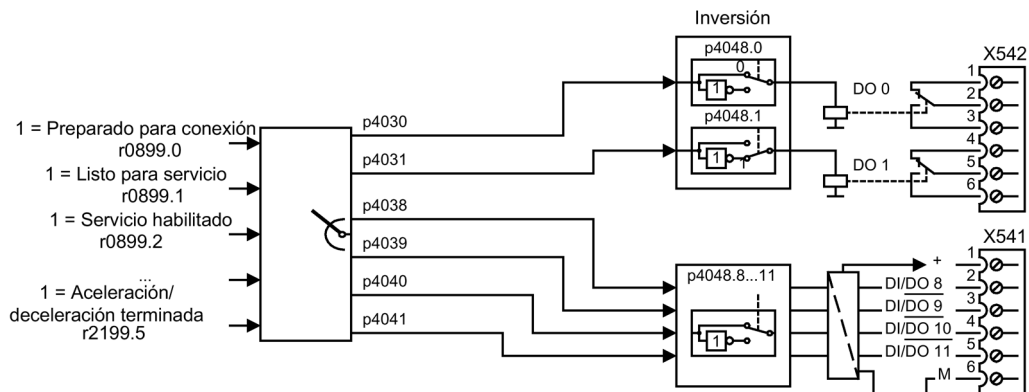 Inversión
p4048.0
0
1
DO 0
X542
1
2
3
4
5
6
1 = Preparado para conexión
r0899.0
1 = Listo para servicio
r0899.1
1 = Servicio habilitado
r0899.2
...
1 = Aceleración/
deceleración terminada
r2199.5
p4030
p4031
p4038
p4039
p4040
p4041
p4048.1
1
1
DO 1
p4048.8...11
1
X541
+
1
DI/DO 8
2
DI/DO 9
3
DI/DO 10
4
DI/DO 11
5
M
6